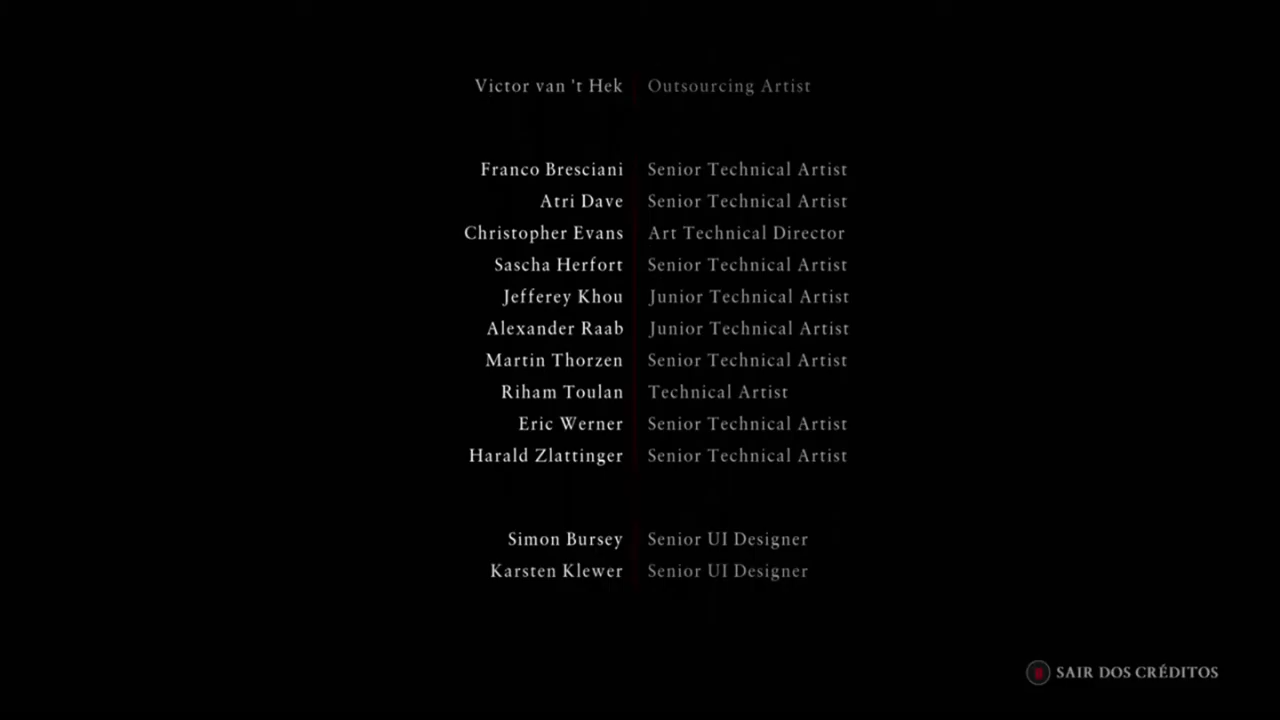 Victor van 't Hek Outsourcing Artist
Franco Bresciani Senior Technical Artist
Atri Dave Senior Technical Artist
Christopher Evans Art Technical Director
Sascha Herfort Senior Technical Artist
Jefferey Khou Junior Technical Artist
Alexander Raab Junior Technical Artist
Martin Thorzen Senior Technical Artist
Riham Toulan Technical Artist
Eric Werner Senior Technical Artist
Harald Zlattinger Senior Technical Artist
Simon Bursey Senior UI Designer
Karsten Klewer Senior UI Designer
SAIR DOS CRÉDITOS